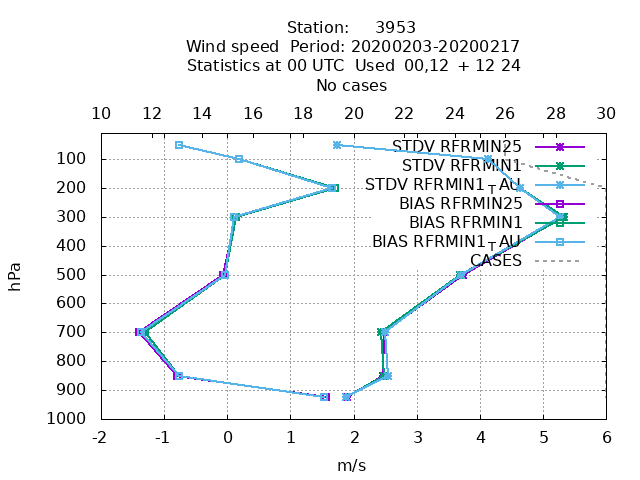 Station: 3953
Wind speed Period: 20200203-20200217
Statistics at 00 UTC Used 00,12 + 12 24
No cases
10 12 14 16 18 20 22 24 26 28 30
STDV RFRMIN25
STDV RFRMIN1
STDV RFRMIN1_TAU
BIAS RFRMIN25
BIAS RFRMIN1
BIAS RFRMIN1_TAU
CASES
100
200
300
400
500
600
700
800
900
1000
hPa
-2 -1 0 1 2 3 4 5 6
m/s